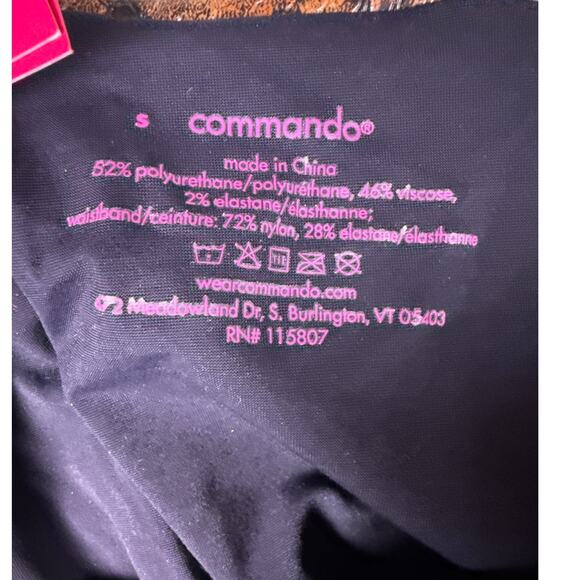 s commando®
made in China
52% polyurethane/polyuréthane, 46% viscose,
2% elastane/élasthanne;
waistband/ceinture: 72% nylon, 28% elastane/élasthanne
wearcommando.com
Meadowland Dr, S. Burlington, VT 05403
RN# 115807